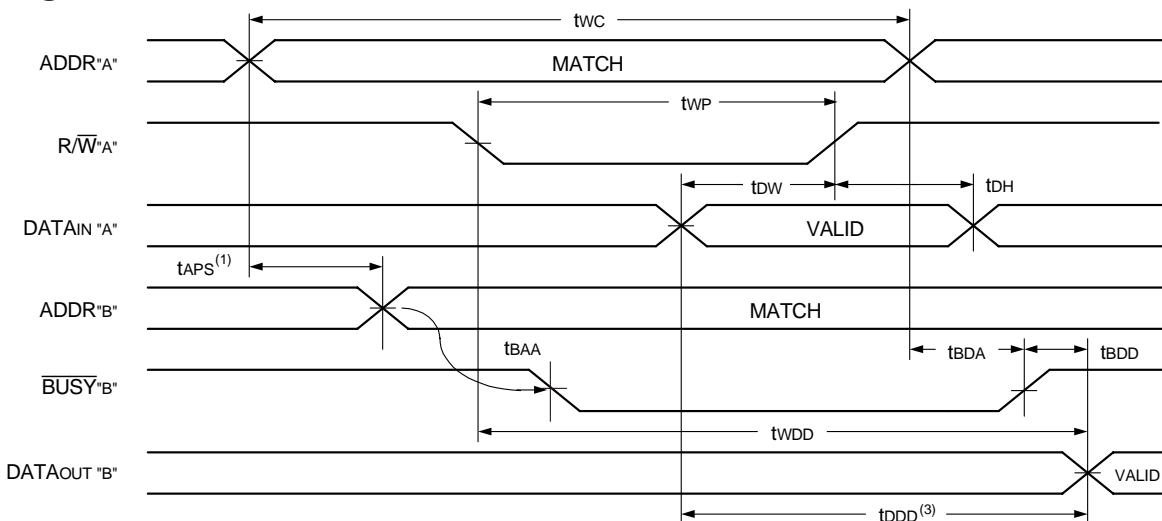 tWC
ADDR"A" MATCH
tWP
R/W̅"A"
tDW tDH
DATAIN "A" VALID
tAPS(1)
ADDR"B" MATCH
tBAA tBDA tBDD
B̅U̅S̅Y̅"B"
tWDD
DATAOUT "B" VALID
tDDD(3)